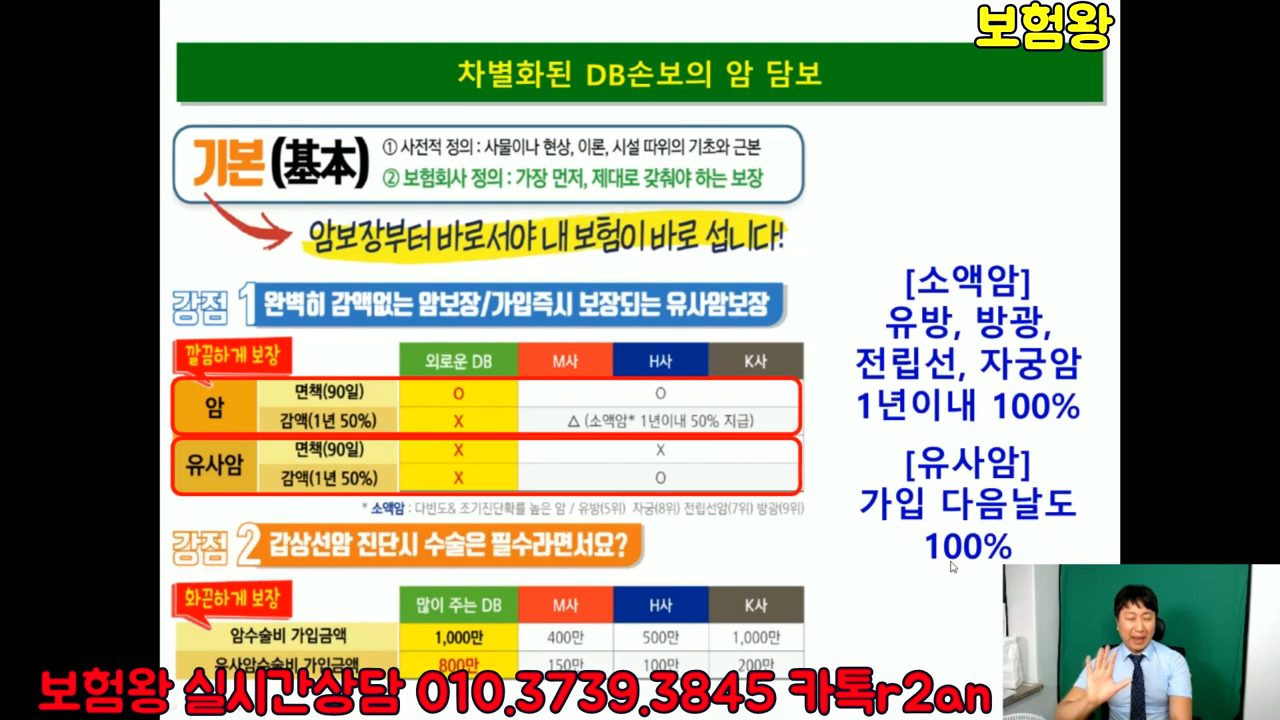 보험왕
차별화된 DB손보의 암 담보
기본(基本)
① 사전적 정의 : 사물이나 현상, 이론, 시설 따위의 기초와 근본
② 보험회사 정의 : 가장 먼저, 제대로 갖춰야 하는 보장
암보장부터 바로서야 내 보험이 바로 섭니다!
강점 1 완벽히 감액없는 암보장/가입즉시 보장되는 유사암보장
깔끔하게 보장
외로운 DB M사 H사 K사
암 면책(90일) O O
감액(1년 50%) X △ (소액암* 1년이내 50% 지급)
유사암 면책(90일) X X
감액(1년 50%) X O
* 소액암 : 다빈도& 조기진단확률 높은 암 / 유방(5위) 자궁(8위) 전립선암(7위) 방광(9위)
[소액암]
유방, 방광,
전립선, 자궁암
1년이내 100%
[유사암]
가입 다음날도
100%
강점 2 갑상선암 진단시 수술은 필수라면서요?
화끈하게 보장
많이 주는 DB M사 H사 K사
암수술비 가입금액 1,000만 400만 500만 1,000만
유사암수술비 가입금액 800만 150만 100만 200만
보험왕 실시간상담 010.3739.3845 카톡r2an